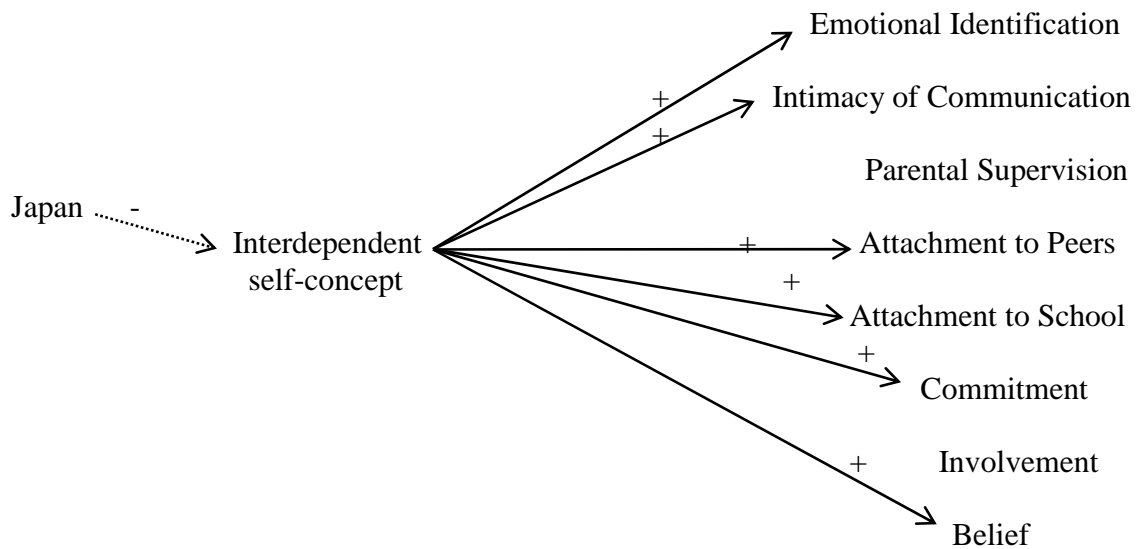 Emotional Identification
+
Intimacy of Communication
+
Parental Supervision
Japan -
Interdependent
self-concept
+
Attachment to Peers
+
Attachment to School
+
Commitment
+
Involvement
Belief